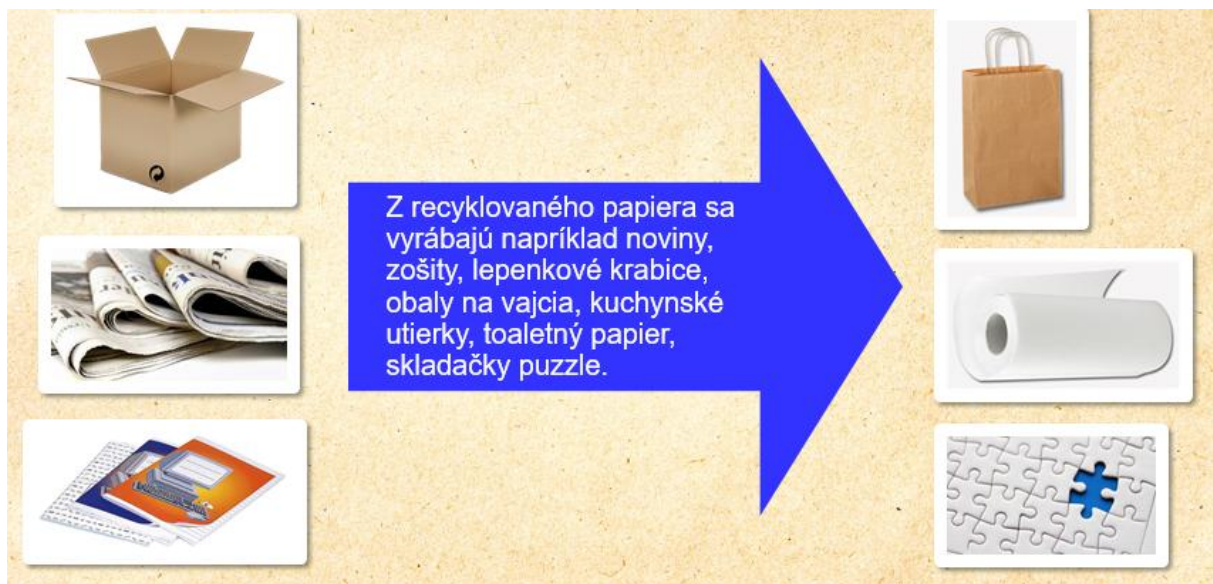 Z recyklovaného papiera sa
vyrábajú napríklad noviny,
zošity, lepenkové krabice,
obaly na vajcia, kuchynské
utierky, toaletný papier,
skladačky puzzle.